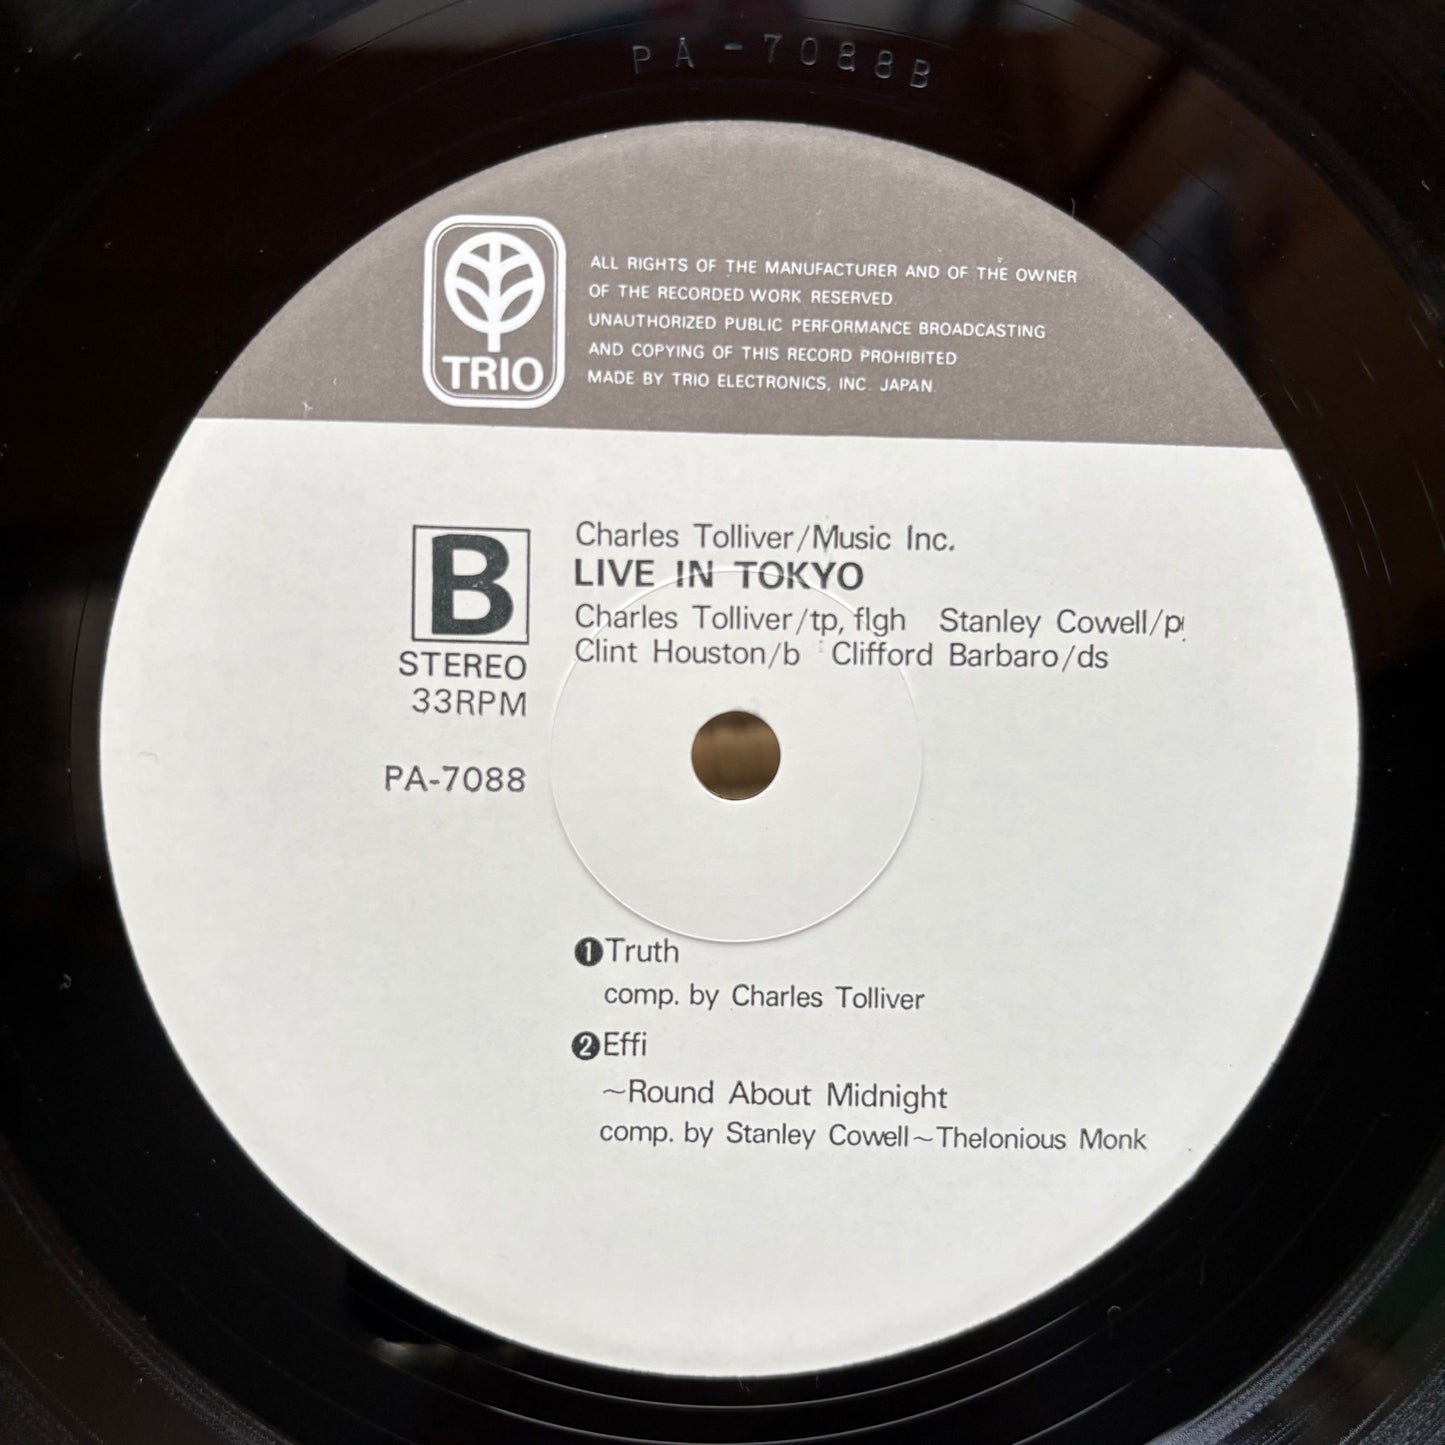 PA-7088B
TRIO
ALL RIGHTS OF THE MANUFACTURER AND OF THE OWNER
OF THE RECORDED WORK RESERVED
UNAUTHORIZED PUBLIC PERFORMANCE BROADCASTING
AND COPYING OF THIS RECORD PROHIBITED
MADE BY TRIO ELECTRONICS, INC. JAPAN
B
STEREO
33RPM
PA-7088
Charles Tolliver/Music Inc.
LIVE IN TOKYO
Charles Tolliver/tp, flgh Stanley Cowell/p
Clint Houston/b Clifford Barbaro/ds
❶Truth
comp. by Charles Tolliver
❷Effi
~Round About Midnight
comp. by Stanley Cowell~Thelonious Monk